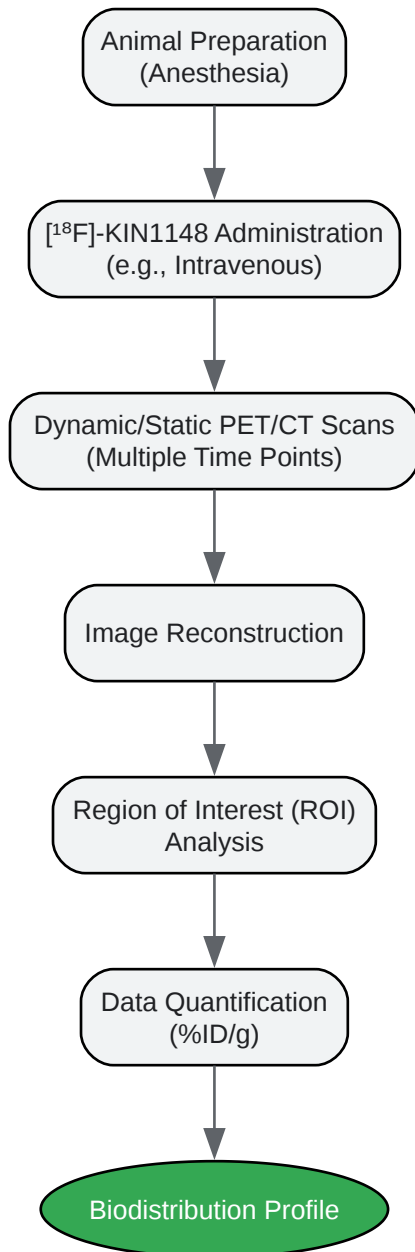 Animal Preparation
(Anesthesia)
[¹⁸F]-KIN1148 Administration
(e.g., Intravenous)
Dynamic/Static PET/CT Scans
(Multiple Time Points)
Image Reconstruction
Region of Interest (ROI)
Analysis
Data Quantification
(%ID/g)
Biodistribution Profile